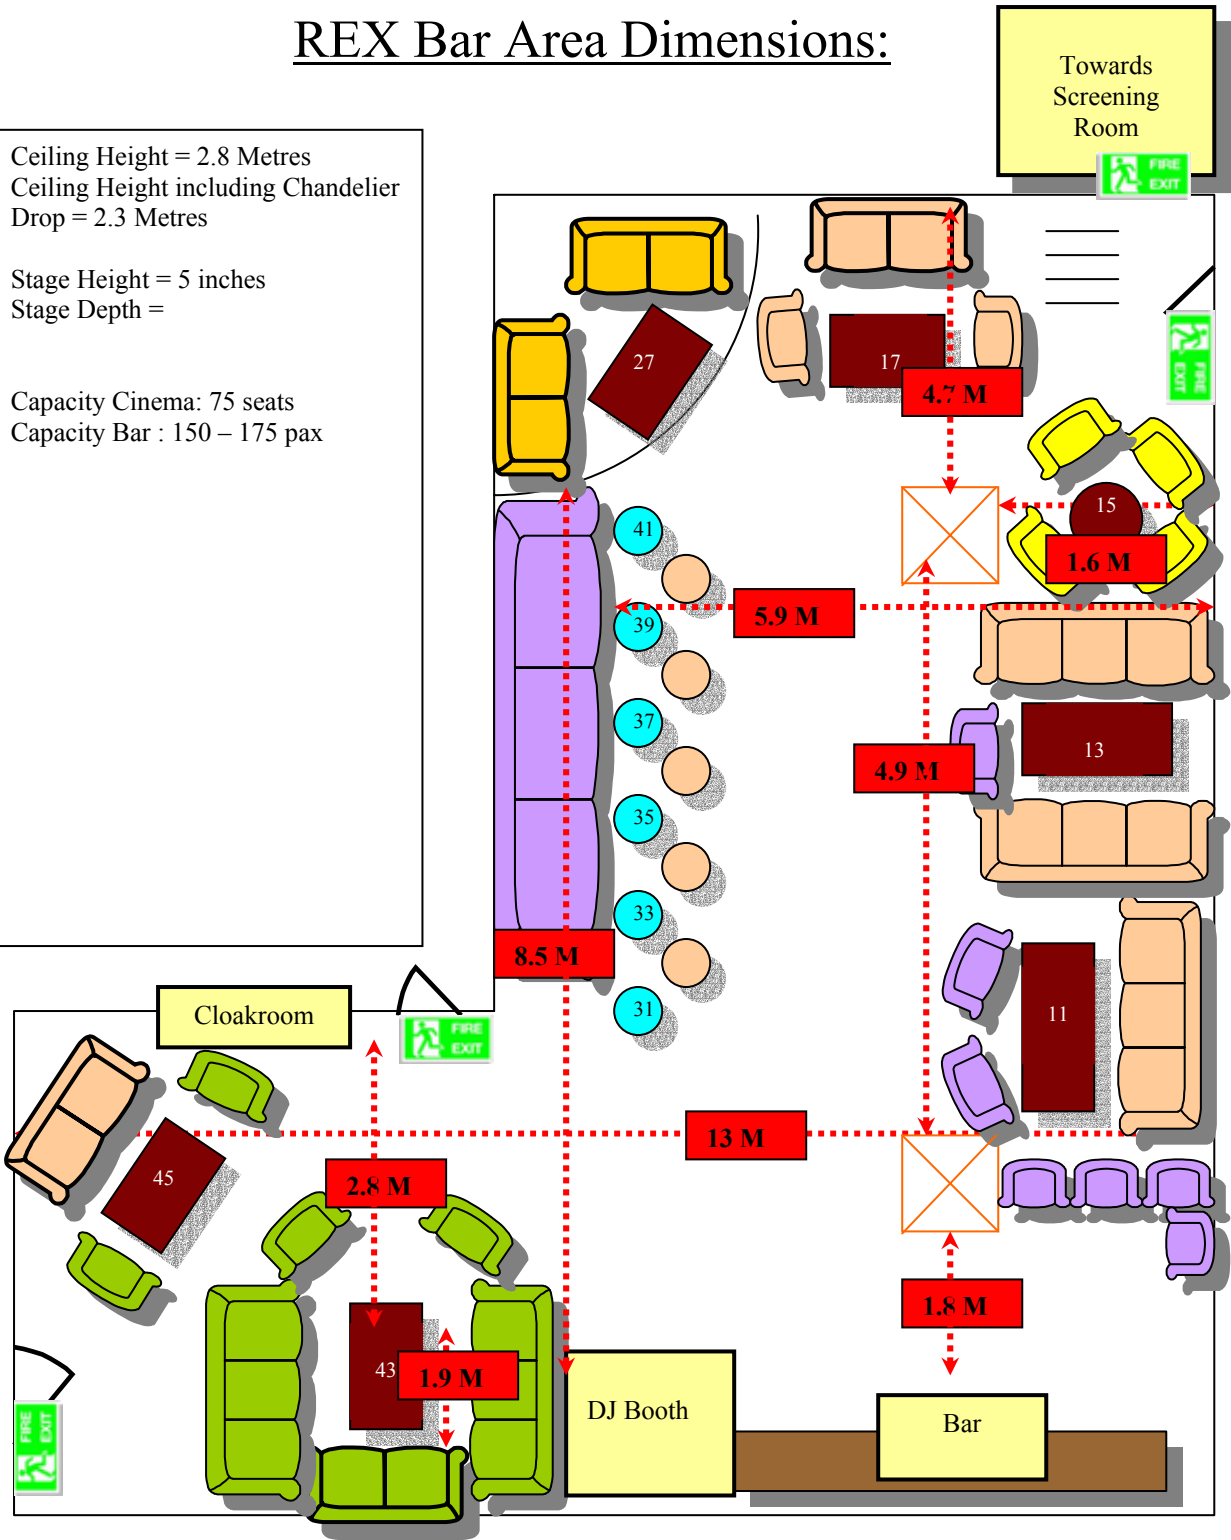 REX Bar Area Dimensions:
Towards
Screening
Room
FIRE
EXIT
Ceiling Height = 2.8 Metres
Ceiling Height including Chandelier
Drop = 2.3 Metres
Stage Height = 5 inches
Stage Depth =
Capacity Cinema: 75 seats
Capacity Bar : 150 – 175 pax
27
17
4.7 M
FIRE
EXIT
41
15
1.6 M
5.9 M
39
37
13
4.9 M
35
33
8.5 M
31
11
Cloakroom
FIRE
EXIT
13 M
45
2.8 M
1.8 M
43
1.9 M
DJ Booth
Bar
FIRE
EXIT